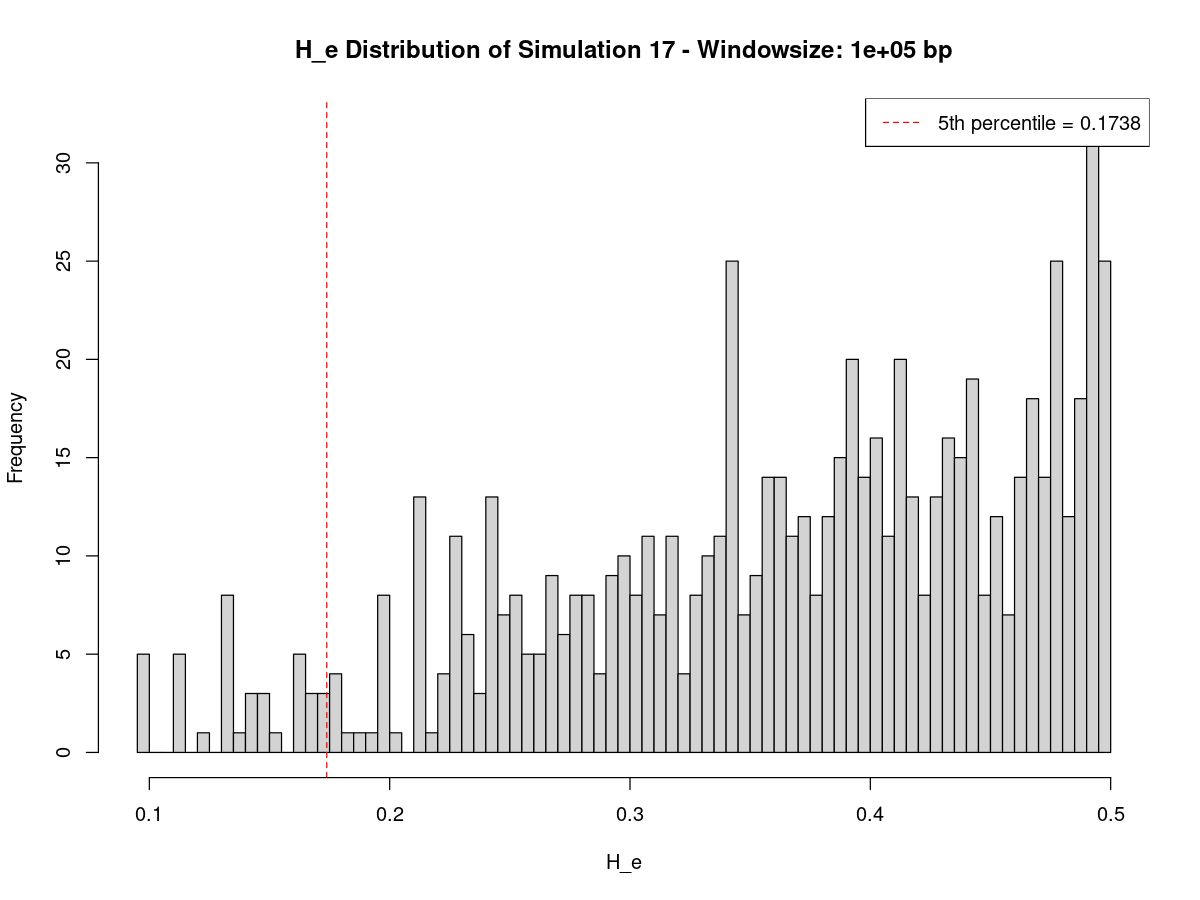 H_e Distribution of Simulation 17 - Windowsize: 1e+05 bp
5th percentile = 0.1738
Frequency
30
25
20
15
10
5
0
0.1 0.2 0.3 0.4 0.5
H_e